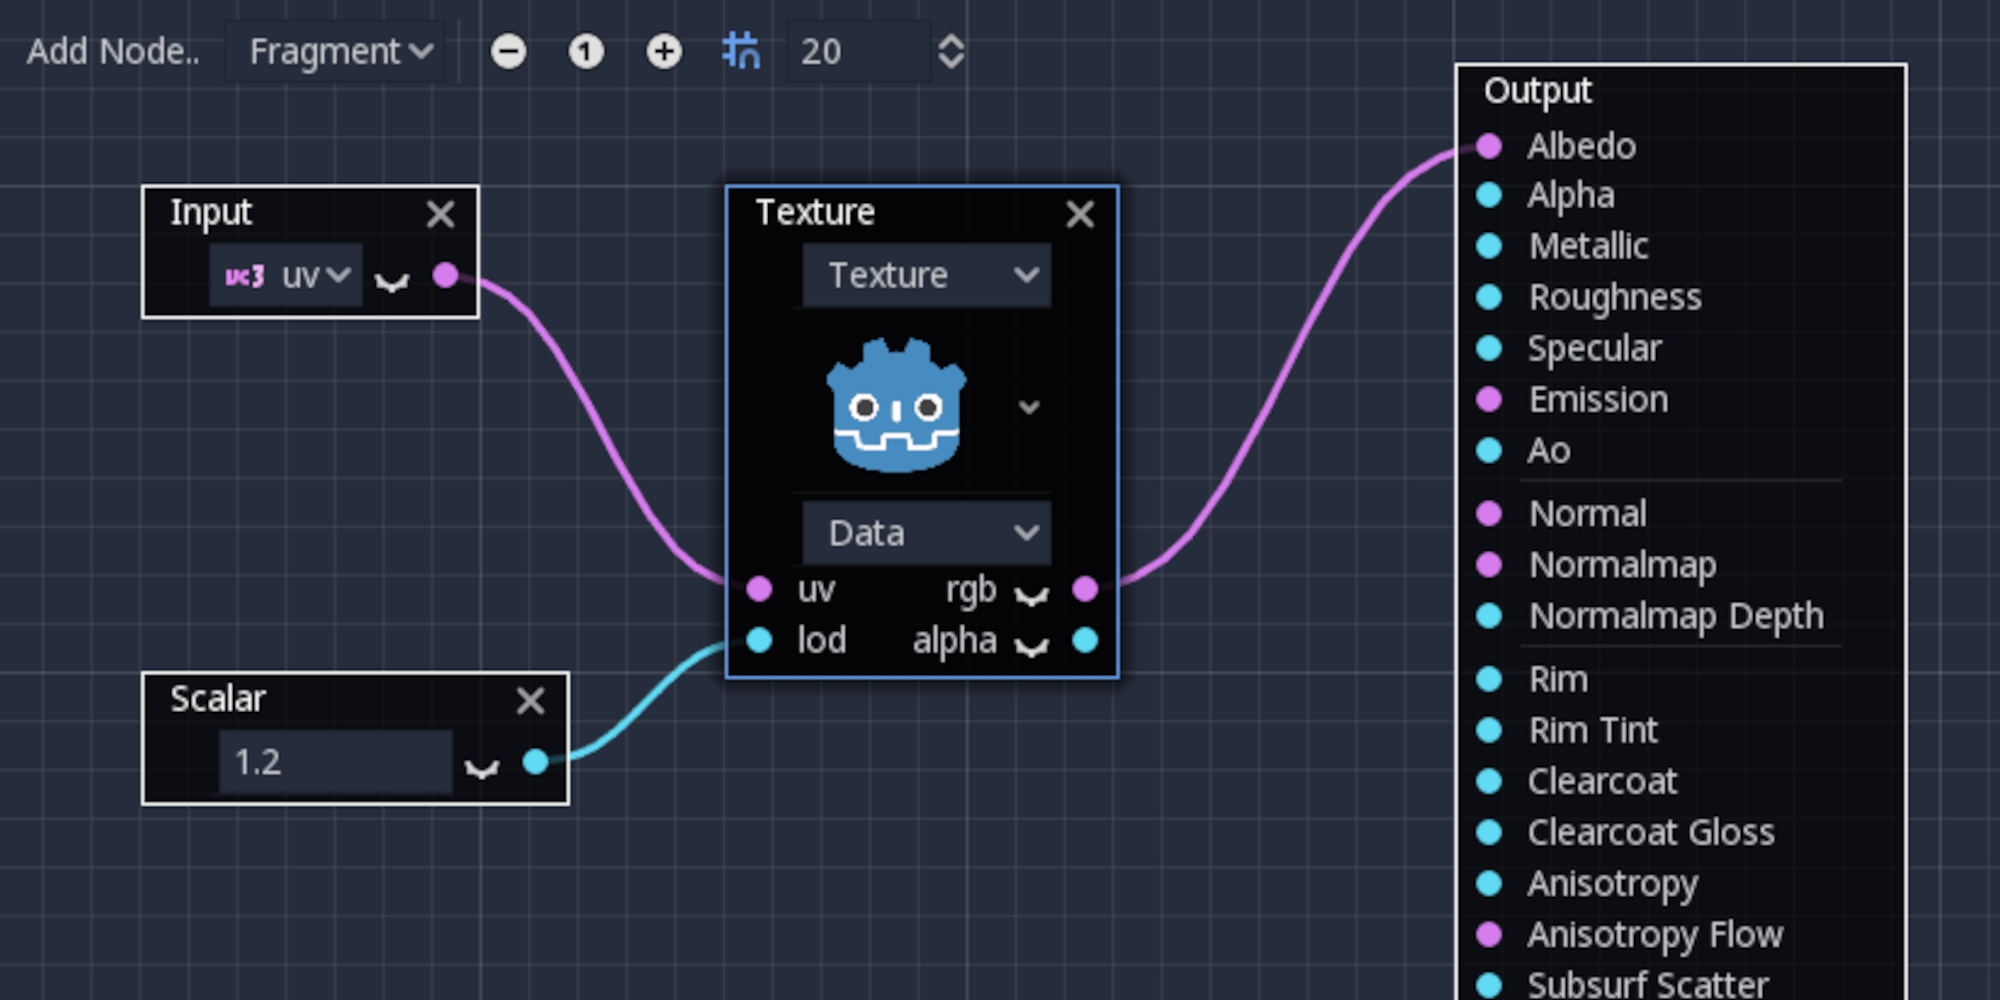 Add Node.. Fragment 1 20
Output
Albedo
Alpha
Metallic
Roughness
Specular
Emission
Ao
Normal
Normalmap
Normalmap Depth
Rim
Rim Tint
Clearcoat
Clearcoat Gloss
Anisotropy
Anisotropy Flow
Subsurf Scatter
Input
vc3 uv
Texture
Texture
Data
uv rgb
lod alpha
Scalar
1.2